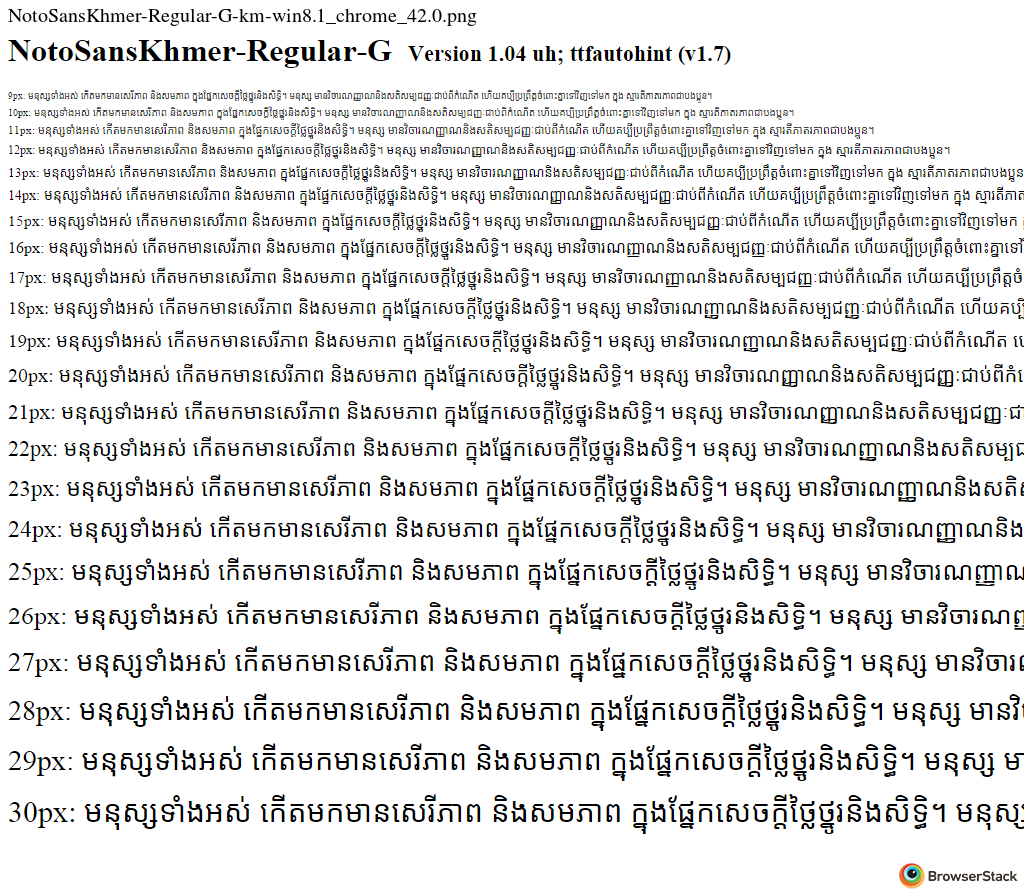 NotoSansKhmer-Regular-G-km-win8.1_chrome_42.0.png
NotoSansKhmer-Regular-G Version 1.04 uh; ttfautohint (v1.7)
9px: មនុស្សទាំងអស់ កើតមកមានសេរីភាព និងសមភាព ក្នុងផ្នែកសេចក្ដីថ្លៃថ្នូរនិងសិទ្ធិ។ មនុស្ស មានវិចារណញ្ញាណនិងសតិសម្បជញ្ញៈជាប់ពីកំណើត ហើយគប្បីប្រព្រឹត្ដចំពោះគ្នាទៅវិញទៅមក ក្នុង ស្មារតីភាតរភាពជាបងប្អូន។
10px: មនុស្សទាំងអស់ កើតមកមានសេរីភាព និងសមភាព ក្នុងផ្នែកសេចក្ដីថ្លៃថ្នូរនិងសិទ្ធិ។ មនុស្ស មានវិចារណញ្ញាណនិងសតិសម្បជញ្ញៈជាប់ពីកំណើត ហើយគប្បីប្រព្រឹត្ដចំពោះគ្នាទៅវិញទៅមក ក្នុង ស្មារតីភាតរភាពជាបងប្អូន។
11px: មនុស្សទាំងអស់ កើតមកមានសេរីភាព និងសមភាព ក្នុងផ្នែកសេចក្ដីថ្លៃថ្នូរនិងសិទ្ធិ។ មនុស្ស មានវិចារណញ្ញាណនិងសតិសម្បជញ្ញៈជាប់ពីកំណើត ហើយគប្បីប្រព្រឹត្ដចំពោះគ្នាទៅវិញទៅមក ក្នុង ស្មារតីភាតរភាពជាបងប្អូន។
12px: មនុស្សទាំងអស់ កើតមកមានសេរីភាព និងសមភាព ក្នុងផ្នែកសេចក្ដីថ្លៃថ្នូរនិងសិទ្ធិ។ មនុស្ស មានវិចារណញ្ញាណនិងសតិសម្បជញ្ញៈជាប់ពីកំណើត ហើយគប្បីប្រព្រឹត្ដចំពោះគ្នាទៅវិញទៅមក ក្នុង ស្មារតីភាតរភាពជាបងប្អូន។
13px: មនុស្សទាំងអស់ កើតមកមានសេរីភាព និងសមភាព ក្នុងផ្នែកសេចក្ដីថ្លៃថ្នូរនិងសិទ្ធិ។ មនុស្ស មានវិចារណញ្ញាណនិងសតិសម្បជញ្ញៈជាប់ពីកំណើត ហើយគប្បីប្រព្រឹត្ដចំពោះគ្នាទៅវិញទៅមក ក្នុង ស្មារតីភាតរភាពជាបងប្អូន
14px: មនុស្សទាំងអស់ កើតមកមានសេរីភាព និងសមភាព ក្នុងផ្នែកសេចក្ដីថ្លៃថ្នូរនិងសិទ្ធិ។ មនុស្ស មានវិចារណញ្ញាណនិងសតិសម្បជញ្ញៈជាប់ពីកំណើត ហើយគប្បីប្រព្រឹត្ដចំពោះគ្នាទៅវិញទៅមក ក្នុង ស្មារតីភាត
15px: មនុស្សទាំងអស់ កើតមកមានសេរីភាព និងសមភាព ក្នុងផ្នែកសេចក្ដីថ្លៃថ្នូរនិងសិទ្ធិ។ មនុស្ស មានវិចារណញ្ញាណនិងសតិសម្បជញ្ញៈជាប់ពីកំណើត ហើយគប្បីប្រព្រឹត្ដចំពោះគ្នាទៅវិញទៅមក
16px: មនុស្សទាំងអស់ កើតមកមានសេរីភាព និងសមភាព ក្នុងផ្នែកសេចក្ដីថ្លៃថ្នូរនិងសិទ្ធិ។ មនុស្ស មានវិចារណញ្ញាណនិងសតិសម្បជញ្ញៈជាប់ពីកំណើត ហើយគប្បីប្រព្រឹត្ដចំពោះគ្នាទៅ
17px: មនុស្សទាំងអស់ កើតមកមានសេរីភាព និងសមភាព ក្នុងផ្នែកសេចក្ដីថ្លៃថ្នូរនិងសិទ្ធិ។ មនុស្ស មានវិចារណញ្ញាណនិងសតិសម្បជញ្ញៈជាប់ពីកំណើត ហើយគប្បីប្រព្រឹត្ដចំ
18px: មនុស្សទាំងអស់ កើតមកមានសេរីភាព និងសមភាព ក្នុងផ្នែកសេចក្ដីថ្លៃថ្នូរនិងសិទ្ធិ។ មនុស្ស មានវិចារណញ្ញាណនិងសតិសម្បជញ្ញៈជាប់ពីកំណើត ហើយគប្បី
19px: មនុស្សទាំងអស់ កើតមកមានសេរីភាព និងសមភាព ក្នុងផ្នែកសេចក្ដីថ្លៃថ្នូរនិងសិទ្ធិ។ មនុស្ស មានវិចារណញ្ញាណនិងសតិសម្បជញ្ញៈជាប់ពីកំណើត
20px: មនុស្សទាំងអស់ កើតមកមានសេរីភាព និងសមភាព ក្នុងផ្នែកសេចក្ដីថ្លៃថ្នូរនិងសិទ្ធិ។ មនុស្ស មានវិចារណញ្ញាណនិងសតិសម្បជញ្ញៈជាប់ពីកំ
21px: មនុស្សទាំងអស់ កើតមកមានសេរីភាព និងសមភាព ក្នុងផ្នែកសេចក្ដីថ្លៃថ្នូរនិងសិទ្ធិ។ មនុស្ស មានវិចារណញ្ញាណនិងសតិសម្បជញ្ញៈជា
22px: មនុស្សទាំងអស់ កើតមកមានសេរីភាព និងសមភាព ក្នុងផ្នែកសេចក្ដីថ្លៃថ្នូរនិងសិទ្ធិ។ មនុស្ស មានវិចារណញ្ញាណនិងសតិសម្បជ
23px: មនុស្សទាំងអស់ កើតមកមានសេរីភាព និងសមភាព ក្នុងផ្នែកសេចក្ដីថ្លៃថ្នូរនិងសិទ្ធិ។ មនុស្ស មានវិចារណញ្ញាណនិងសតិស
24px: មនុស្សទាំងអស់ កើតមកមានសេរីភាព និងសមភាព ក្នុងផ្នែកសេចក្ដីថ្លៃថ្នូរនិងសិទ្ធិ។ មនុស្ស មានវិចារណញ្ញាណនិង
25px: មនុស្សទាំងអស់ កើតមកមានសេរីភាព និងសមភាព ក្នុងផ្នែកសេចក្ដីថ្លៃថ្នូរនិងសិទ្ធិ។ មនុស្ស មានវិចារណញ្ញាណ
26px: មនុស្សទាំងអស់ កើតមកមានសេរីភាព និងសមភាព ក្នុងផ្នែកសេចក្ដីថ្លៃថ្នូរនិងសិទ្ធិ។ មនុស្ស មានវិចារណញ្ញ
27px: មនុស្សទាំងអស់ កើតមកមានសេរីភាព និងសមភាព ក្នុងផ្នែកសេចក្ដីថ្លៃថ្នូរនិងសិទ្ធិ។ មនុស្ស មានវិចារ
28px: មនុស្សទាំងអស់ កើតមកមានសេរីភាព និងសមភាព ក្នុងផ្នែកសេចក្ដីថ្លៃថ្នូរនិងសិទ្ធិ។ មនុស្ស មានវិ
29px: មនុស្សទាំងអស់ កើតមកមានសេរីភាព និងសមភាព ក្នុងផ្នែកសេចក្ដីថ្លៃថ្នូរនិងសិទ្ធិ។ មនុស្ស មា
30px: មនុស្សទាំងអស់ កើតមកមានសេរីភាព និងសមភាព ក្នុងផ្នែកសេចក្ដីថ្លៃថ្នូរនិងសិទ្ធិ។ មនុស្ស
BrowserStack